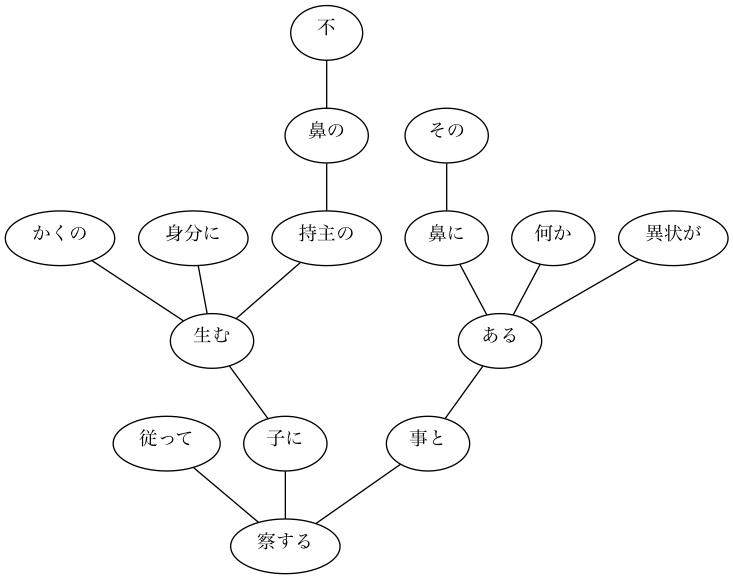 不
鼻の
その
かくの
身分に
持主の
鼻に
何か
異状が
生む
ある
従って
子に
事と
察する